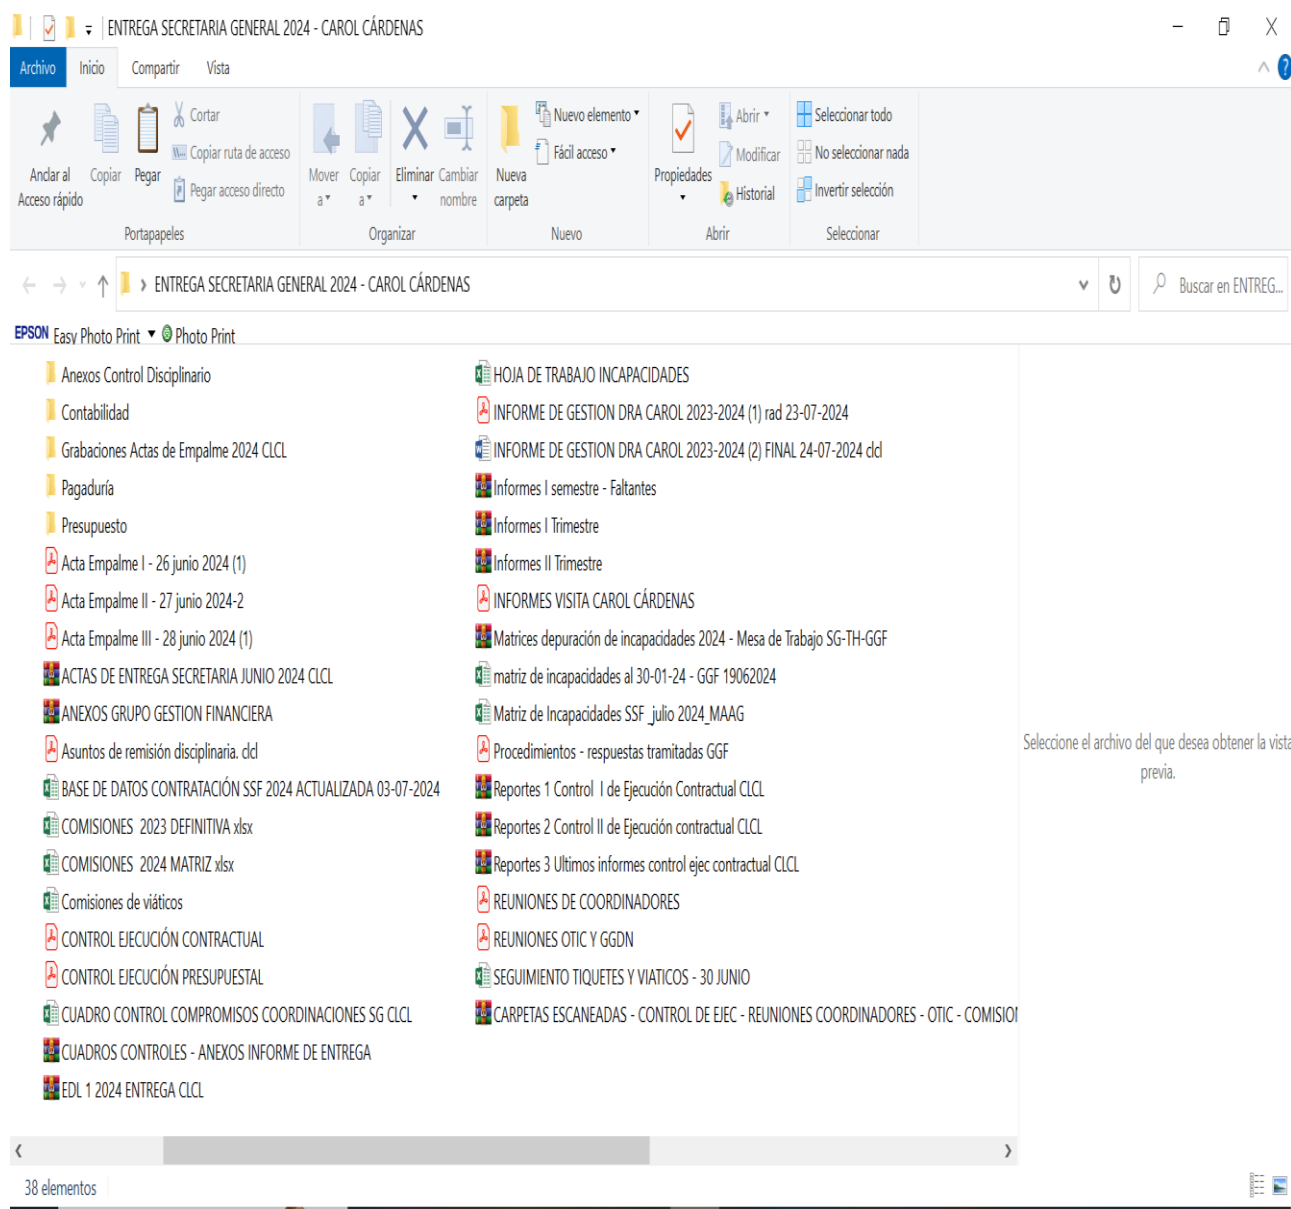 ENTREGA SECRETARIA GENERAL 2024 - CAROL CÁRDENAS
Archivo Inicio Compartir Vista
Anclar al Acceso rápido
Copiar
Pegar
Cortar
Copiar ruta de acceso
Pegar acceso directo
Portapapeles
Mover a
Copiar a
Eliminar
Cambiar nombre
Organizar
Nueva carpeta
Nuevo elemento
Fácil acceso
Nuevo
Propiedades
Abrir
Modificar
Historial
Abrir
Seleccionar todo
No seleccionar nada
Invertir selección
Seleccionar
ENTREGA SECRETARIA GENERAL 2024 - CAROL CÁRDENAS
Buscar en ENTREG...
EPSON Easy Photo Print Photo Print
Anexos Control Disciplinario
Contabilidad
Grabaciones Actas de Empalme 2024 CLCL
Pagaduría
Presupuesto
Acta Empalme I - 26 junio 2024 (1)
Acta Empalme II - 27 junio 2024-2
Acta Empalme III - 28 junio 2024 (1)
ACTAS DE ENTREGA SECRETARIA JUNIO 2024 CLCL
ANEXOS GRUPO GESTION FINANCIERA
Asuntos de remisión disciplinaria. clcl
BASE DE DATOS CONTRATACIÓN SSF 2024 ACTUALIZADA 03-07-2024
COMISIONES 2023 DEFINITIVA xlsx
COMISIONES 2024 MATRIZ xlsx
Comisiones de viáticos
CONTROL EJECUCIÓN CONTRACTUAL
CONTROL EJECUCIÓN PRESUPUESTAL
CUADRO CONTROL COMPROMISOS COORDINACIONES SG CLCL
CUADROS CONTROLES - ANEXOS INFORME DE ENTREGA
EDL 1 2024 ENTREGA CLCL
HOJA DE TRABAJO INCAPACIDADES
INFORME DE GESTION DRA CAROL 2023-2024 (1) rad 23-07-2024
INFORME DE GESTION DRA CAROL 2023-2024 (2) FINAL 24-07-2024 clcl
Informes I semestre - Faltantes
Informes I Trimestre
Informes II Trimestre
INFORMES VISITA CAROL CÁRDENAS
Matrices depuración de incapacidades 2024 - Mesa de Trabajo SG-TH-GGF
matriz de incapacidades al 30-01-24 - GGF 19062024
Matriz de Incapacidades SSF _julio 2024_MAAG
Procedimientos - respuestas tramitadas GGF
Reportes 1 Control I de Ejecución Contractual CLCL
Reportes 2 Control II de Ejecución contractual CLCL
Reportes 3 Ultimos informes control ejec contractual CLCL
REUNIONES DE COORDINADORES
REUNIONES OTIC Y GGDN
SEGUIMIENTO TIQUETES Y VIATICOS - 30 JUNIO
CARPETAS ESCANEADAS - CONTROL DE EJEC - REUNIONES COORDINADORES - OTIC - COMISION
Seleccione el archivo del que desea obtener la vista
previa.
38 elementos